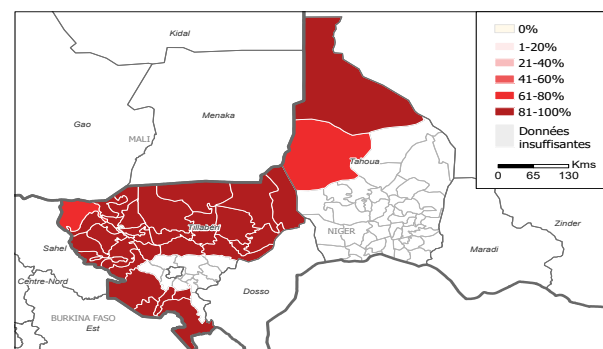 Kidal
Gao
Menaka
MALI
Tahoua
Tillabéri
NIGER
Zinder
Maradi
Sahel
Centre-Nord
Dosso
BURKINA FASO
Est
0%
1-20%
21-40%
41-60%
61-80%
81-100%
Données
insuffisantes
Kms
0 65 130